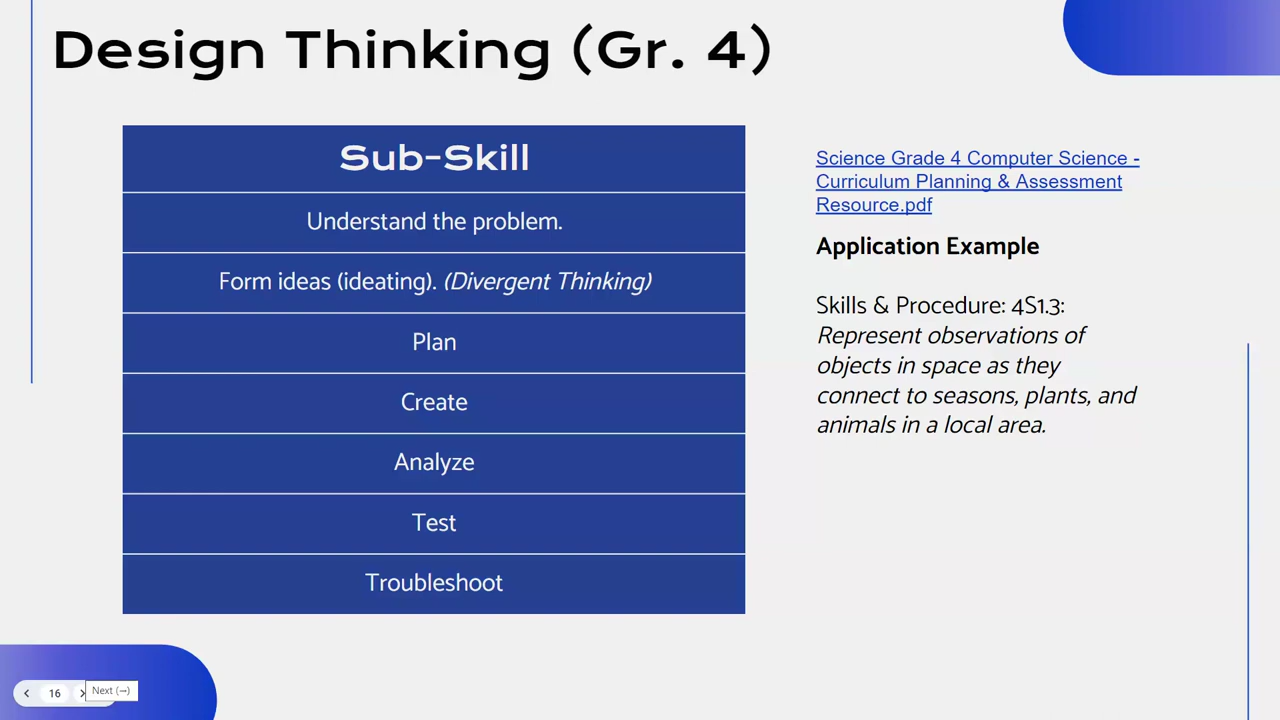 Design Thinking (Gr. 4)
Sub-Skill
Understand the problem.
Form ideas (ideating). (Divergent Thinking)
Plan
Create
Analyze
Test
Troubleshoot
Science Grade 4 Computer Science -
Curriculum Planning & Assessment
Resource.pdf
Application Example
Skills & Procedure: 4S1.3:
Represent observations of
objects in space as they
connect to seasons, plants, and
animals in a local area.
16
Next (→)